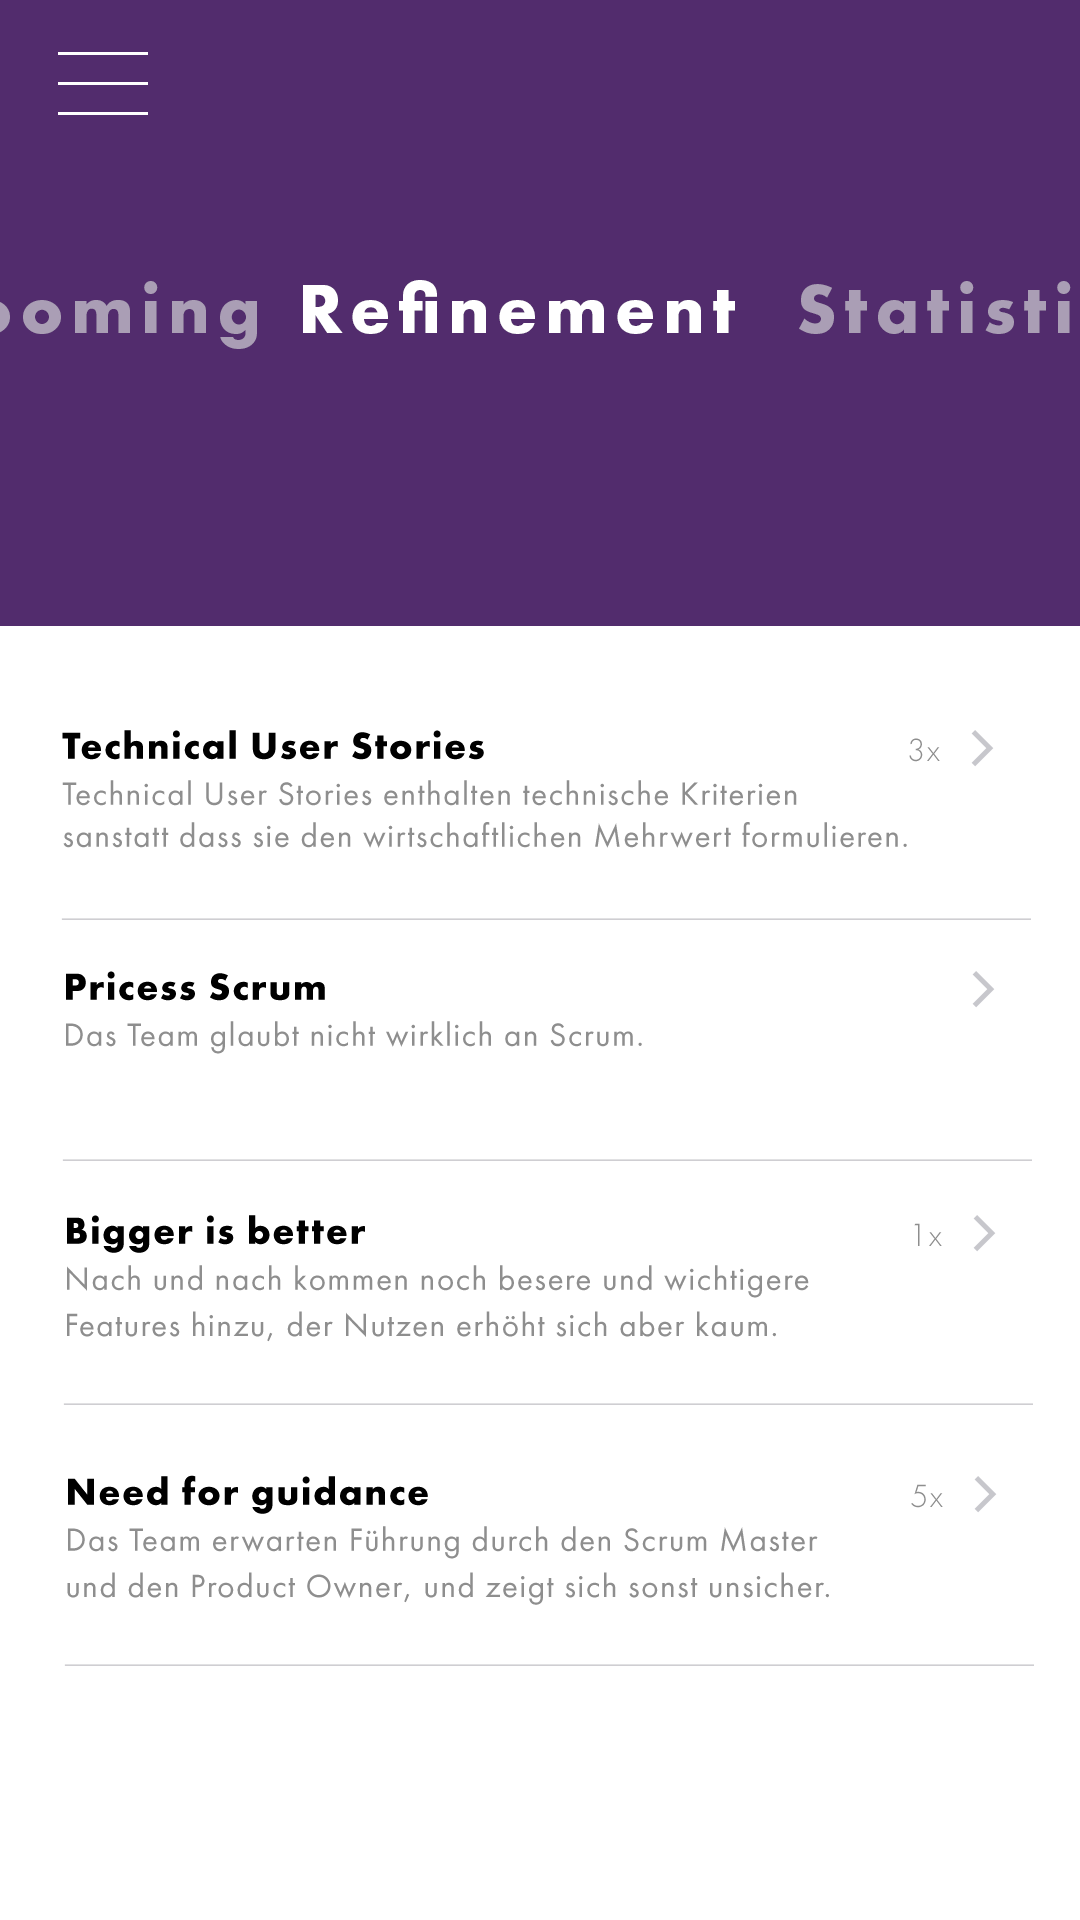 ooming Refinement Statisti
Technical User Stories 3x
Technical User Stories enthalten technische Kriterien
sanstatt dass sie den wirtschaftlichen Mehrwert formulieren.
Pricess Scrum
Das Team glaubt nicht wirklich an Scrum.
Bigger is better 1x
Nach und nach kommen noch besere und wichtigere
Features hinzu, der Nutzen erhöht sich aber kaum.
Need for guidance 5x
Das Team erwarten Führung durch den Scrum Master
und den Product Owner, und zeigt sich sonst unsicher.